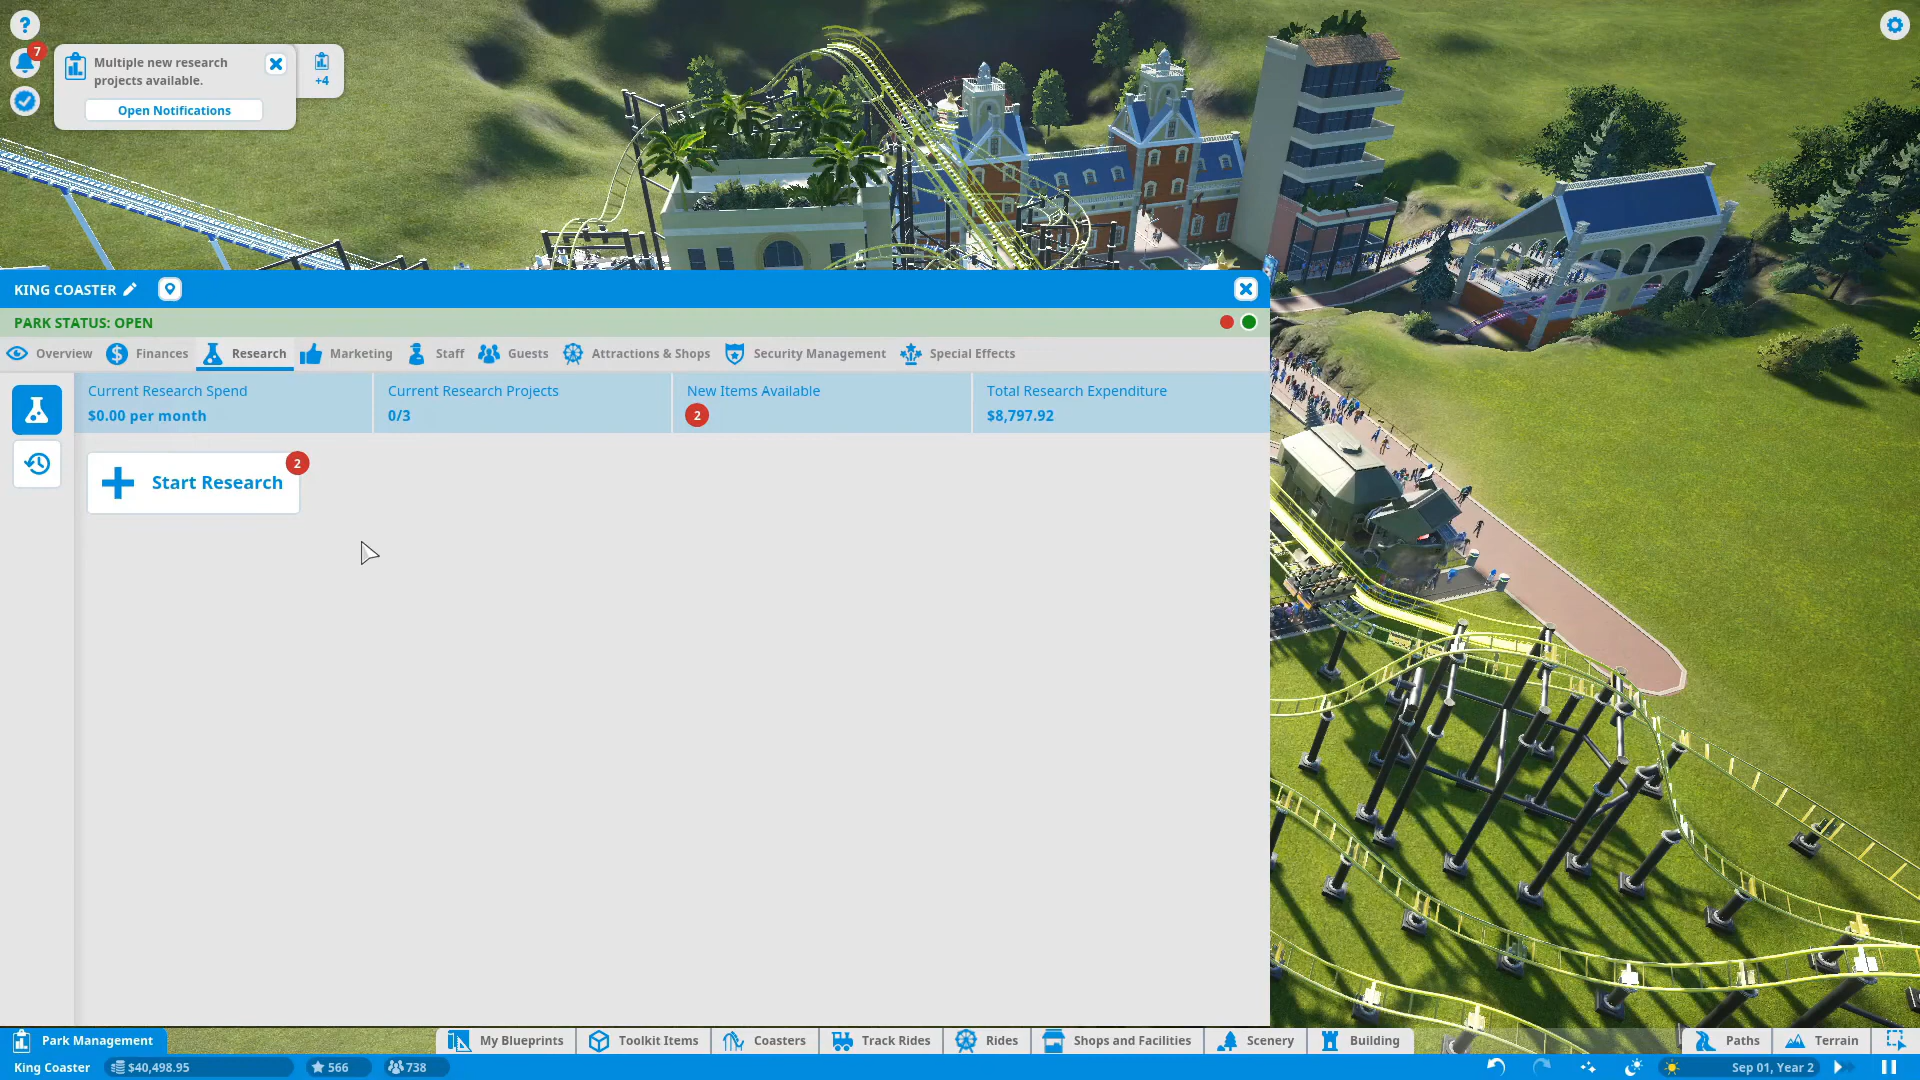 ?
7
Multiple new research
projects available.
Open Notifications
+4
KING COASTER
PARK STATUS: OPEN
Overview
Finances
Research
Marketing
Staff
Guests
Attractions & Shops
Security Management
Special Effects
Current Research Spend
$0.00 per month
Current Research Projects
0/3
New Items Available
2
Total Research Expenditure
$8,797.92
Start Research
2
Park Management
My Blueprints
Toolkit Items
Coasters
Track Rides
Rides
Shops and Facilities
Scenery
Building
Paths
Terrain
King Coaster
$40,498.95
566
738
Sep 01, Year 2